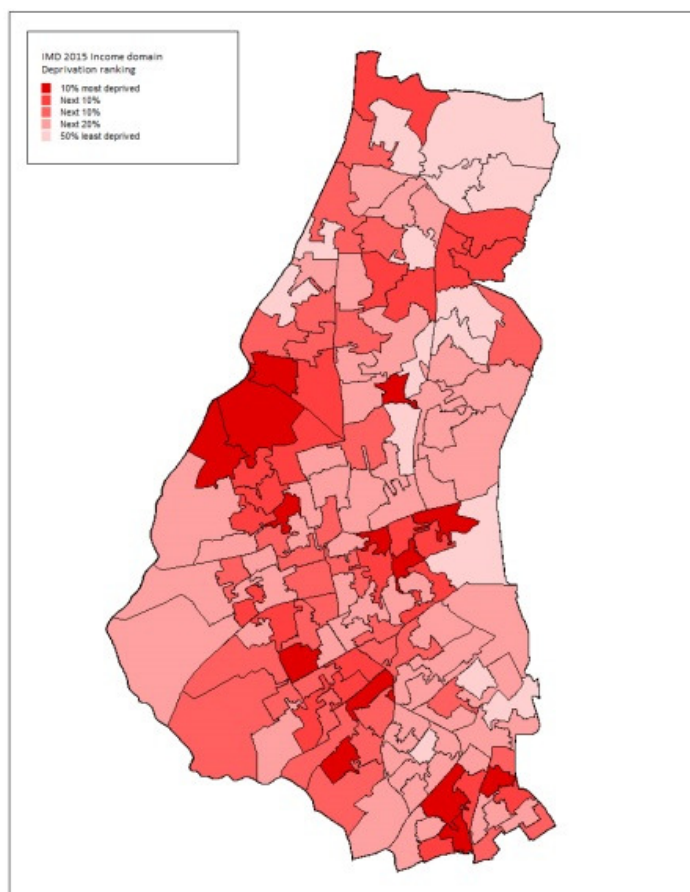 IMD 2015 Income domain
Deprivation ranking
10% most deprived
Next 10%
Next 10%
Next 20%
50% least deprived